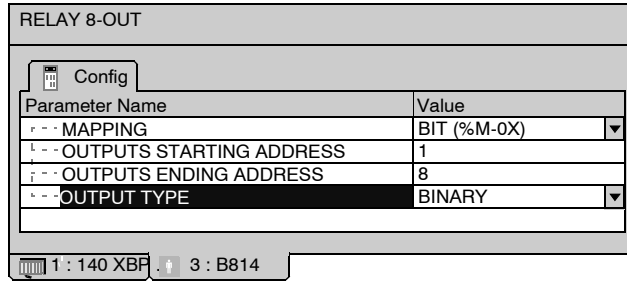 RELAY 8-OUT
Config
Parameter Name Value
MAPPING BIT (%M-0X)
OUTPUTS STARTING ADDRESS 1
OUTPUTS ENDING ADDRESS 8
OUTPUT TYPE BINARY
1 : 140 XBP . 3 : B814